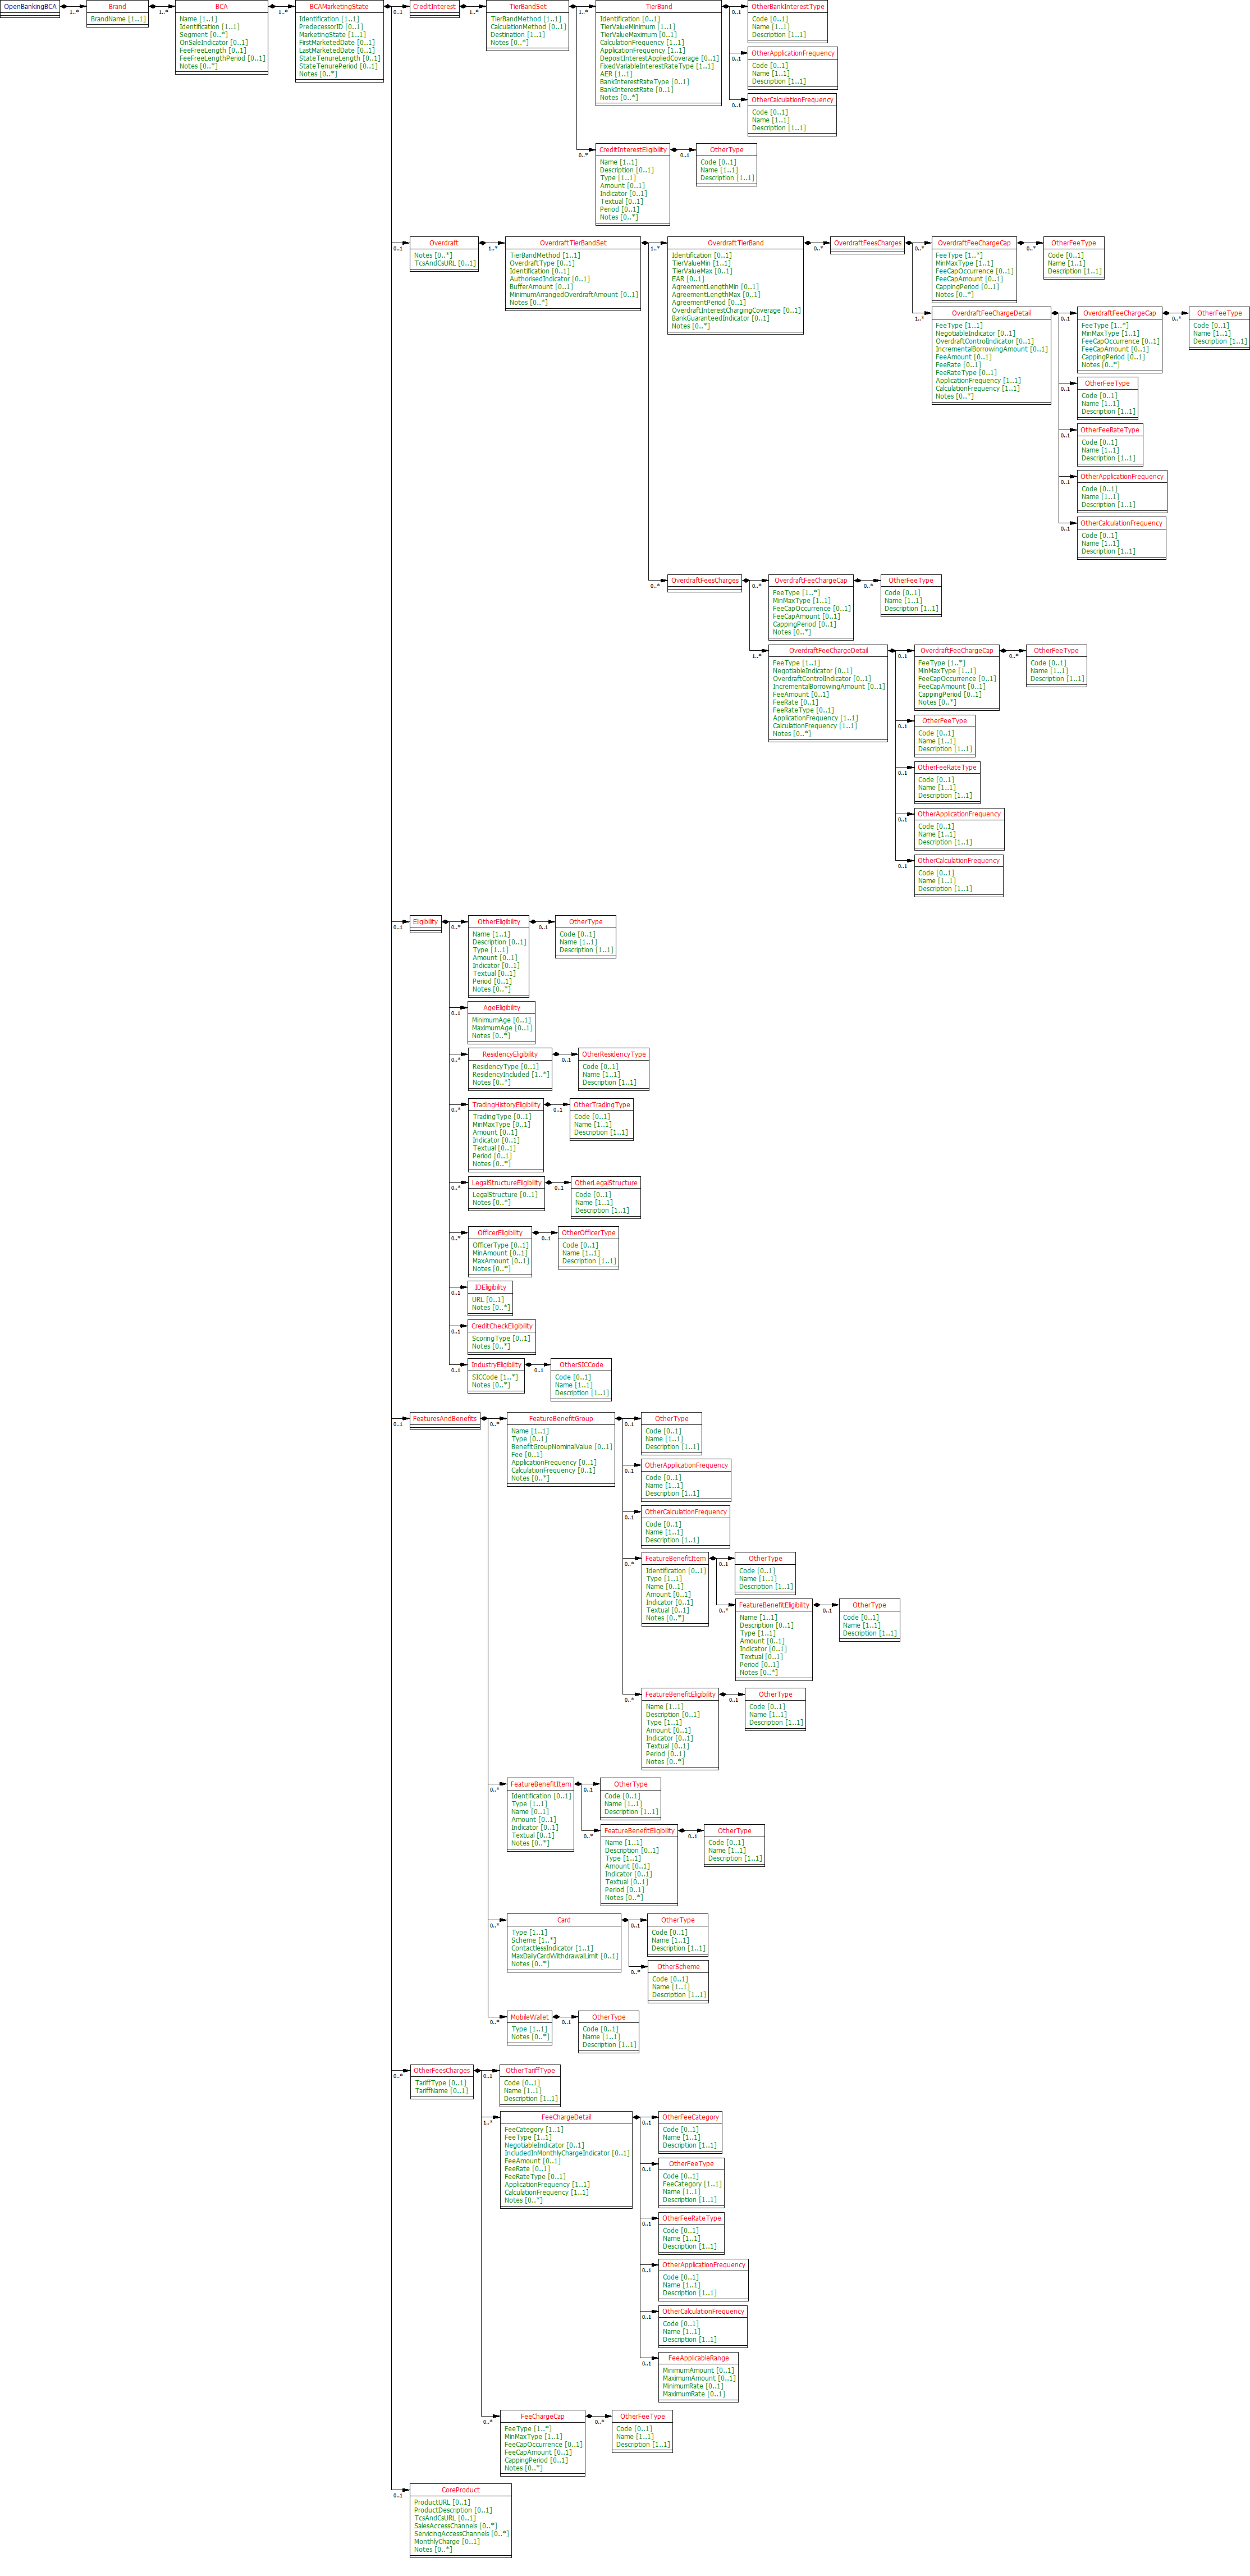 OpenBankingBCA
1..*
Brand
BrandName [1..1]
1..*
BCA
Name [1..1]
Identification [1..1]
Segment [0..*]
OnSaleIndicator [0..1]
FeeFreeLength [0..1]
FeeFreeLengthPeriod [0..1]
Notes [0..*]
1..*
BCAMarketingState
Identification [1..1]
PredecessorID [0..1]
MarketingState [1..1]
FirstMarketedDate [0..1]
LastMarketedDate [0..1]
StateTenureLength [0..1]
StateTenurePeriod [0..1]
Notes [0..*]
0..1
CreditInterest
1..*
TierBandSet
TierBandMethod [1..1]
CalculationMethod [0..1]
Destination [1..1]
Notes [0..*]
1..*
TierBand
Identification [0..1]
TierValueMinimum [1..1]
TierValueMaximum [0..1]
CalculationFrequency [1..1]
ApplicationFrequency [1..1]
DepositInterestAppliedCoverage [0..1]
FixedVariableInterestRateType [1..1]
AER [1..1]
BankInterestRateType [0..1]
BankInterestRate [0..1]
Notes [0..*]
0..1
OtherBankInterestType
Code [0..1]
Name [1..1]
Description [1..1]
0..1
OtherApplicationFrequency
Code [0..1]
Name [1..1]
Description [1..1]
0..1
OtherCalculationFrequency
Code [0..1]
Name [1..1]
Description [1..1]
0..*
CreditInterestEligibility
Name [1..1]
Description [0..1]
Type [1..1]
Amount [0..1]
Indicator [0..1]
Textual [0..1]
Period [0..1]
Notes [0..*]
0..1
OtherType
Code [0..1]
Name [1..1]
Description [1..1]
0..1
Overdraft
Notes [0..*]
TcsAndCsURL [0..1]
1..*
OverdraftTierBandSet
TierBandMethod [1..1]
OverdraftType [0..1]
Identification [0..1]
AuthorisedIndicator [0..1]
BufferAmount [0..1]
MinimumArrangedOverdraftAmount [0..1]
Notes [0..*]
1..*
OverdraftTierBand
Identification [0..1]
TierValueMin [1..1]
TierValueMax [0..1]
EAR [0..1]
AgreementLengthMin [0..1]
AgreementLengthMax [0..1]
AgreementPeriod [0..1]
OverdraftInterestChargingCoverage [0..1]
BankGuaranteedIndicator [0..1]
Notes [0..*]
0..*
OverdraftFeesCharges
0..*
OverdraftFeeChargeCap
FeeType [1..*]
MinMaxType [1..1]
FeeCapOccurrence [0..1]
FeeCapAmount [0..1]
CappingPeriod [0..1]
Notes [0..*]
0..*
OtherFeeType
Code [0..1]
Name [1..1]
Description [1..1]
1..*
OverdraftFeeChargeDetail
FeeType [1..1]
NegotiableIndicator [0..1]
OverdraftControlIndicator [0..1]
IncrementalBorrowingAmount [0..1]
FeeAmount [0..1]
FeeRate [0..1]
FeeRateType [0..1]
ApplicationFrequency [1..1]
CalculationFrequency [1..1]
Notes [0..*]
0..1
OverdraftFeeChargeCap
FeeType [1..*]
MinMaxType [1..1]
FeeCapOccurrence [0..1]
FeeCapAmount [0..1]
CappingPeriod [0..1]
Notes [0..*]
0..*
OtherFeeType
Code [0..1]
Name [1..1]
Description [1..1]
0..1
OtherFeeType
Code [0..1]
Name [1..1]
Description [1..1]
0..1
OtherFeeRateType
Code [0..1]
Name [1..1]
Description [1..1]
0..1
OtherApplicationFrequency
Code [0..1]
Name [1..1]
Description [1..1]
0..1
OtherCalculationFrequency
Code [0..1]
Name [1..1]
Description [1..1]
0..*
OverdraftFeesCharges
0..*
OverdraftFeeChargeCap
FeeType [1..*]
MinMaxType [1..1]
FeeCapOccurrence [0..1]
FeeCapAmount [0..1]
CappingPeriod [0..1]
Notes [0..*]
0..*
OtherFeeType
Code [0..1]
Name [1..1]
Description [1..1]
1..*
OverdraftFeeChargeDetail
FeeType [1..1]
NegotiableIndicator [0..1]
OverdraftControlIndicator [0..1]
IncrementalBorrowingAmount [0..1]
FeeAmount [0..1]
FeeRate [0..1]
FeeRateType [0..1]
ApplicationFrequency [1..1]
CalculationFrequency [1..1]
Notes [0..*]
0..1
OverdraftFeeChargeCap
FeeType [1..*]
MinMaxType [1..1]
FeeCapOccurrence [0..1]
FeeCapAmount [0..1]
CappingPeriod [0..1]
Notes [0..*]
0..*
OtherFeeType
Code [0..1]
Name [1..1]
Description [1..1]
0..1
OtherFeeType
Code [0..1]
Name [1..1]
Description [1..1]
0..1
OtherFeeRateType
Code [0..1]
Name [1..1]
Description [1..1]
0..1
OtherApplicationFrequency
Code [0..1]
Name [1..1]
Description [1..1]
0..1
OtherCalculationFrequency
Code [0..1]
Name [1..1]
Description [1..1]
0..1
Eligibility
0..*
OtherEligibility
Name [1..1]
Description [0..1]
Type [1..1]
Amount [0..1]
Indicator [0..1]
Textual [0..1]
Period [0..1]
Notes [0..*]
0..1
OtherType
Code [0..1]
Name [1..1]
Description [1..1]
0..1
AgeEligibility
MinimumAge [0..1]
MaximumAge [0..1]
Notes [0..*]
0..*
ResidencyEligibility
ResidencyType [0..1]
ResidencyIncluded [1..*]
Notes [0..*]
0..1
OtherResidencyType
Code [0..1]
Name [1..1]
Description [1..1]
0..*
TradingHistoryEligibility
TradingType [0..1]
MinMaxType [0..1]
Amount [0..1]
Indicator [0..1]
Textual [0..1]
Period [0..1]
Notes [0..*]
0..1
OtherTradingType
Code [0..1]
Name [1..1]
Description [1..1]
0..*
LegalStructureEligibility
LegalStructure [0..1]
Notes [0..*]
0..1
OtherLegalStructure
Code [0..1]
Name [1..1]
Description [1..1]
0..*
OfficerEligibility
OfficerType [0..1]
MinAmount [0..1]
MaxAmount [0..1]
Notes [0..*]
0..1
OtherOfficerType
Code [0..1]
Name [1..1]
Description [1..1]
0..1
IDEligibility
URL [0..1]
Notes [0..*]
0..1
CreditCheckEligibility
ScoringType [0..1]
Notes [0..*]
0..1
IndustryEligibility
SICCode [1..*]
Notes [0..*]
0..1
OtherSICCode
Code [0..1]
Name [1..1]
Description [1..1]
0..1
FeaturesAndBenefits
0..*
FeatureBenefitGroup
Name [1..1]
Type [0..1]
BenefitGroupNominalValue [0..1]
Fee [0..1]
ApplicationFrequency [0..1]
CalculationFrequency [0..1]
Notes [0..*]
0..1
OtherType
Code [0..1]
Name [1..1]
Description [1..1]
0..1
OtherApplicationFrequency
Code [0..1]
Name [1..1]
Description [1..1]
0..1
OtherCalculationFrequency
Code [0..1]
Name [1..1]
Description [1..1]
0..*
FeatureBenefitItem
Identification [0..1]
Type [1..1]
Name [0..1]
Amount [0..1]
Indicator [0..1]
Textual [0..1]
Notes [0..*]
0..1
OtherType
Code [0..1]
Name [1..1]
Description [1..1]
0..*
FeatureBenefitEligibility
Name [1..1]
Description [0..1]
Type [1..1]
Amount [0..1]
Indicator [0..1]
Textual [0..1]
Period [0..1]
Notes [0..*]
0..1
OtherType
Code [0..1]
Name [1..1]
Description [1..1]
0..*
FeatureBenefitEligibility
Name [1..1]
Description [0..1]
Type [1..1]
Amount [0..1]
Indicator [0..1]
Textual [0..1]
Period [0..1]
Notes [0..*]
0..1
OtherType
Code [0..1]
Name [1..1]
Description [1..1]
0..*
FeatureBenefitItem
Identification [0..1]
Type [1..1]
Name [0..1]
Amount [0..1]
Indicator [0..1]
Textual [0..1]
Notes [0..*]
0..1
OtherType
Code [0..1]
Name [1..1]
Description [1..1]
0..*
FeatureBenefitEligibility
Name [1..1]
Description [0..1]
Type [1..1]
Amount [0..1]
Indicator [0..1]
Textual [0..1]
Period [0..1]
Notes [0..*]
0..1
OtherType
Code [0..1]
Name [1..1]
Description [1..1]
0..*
Card
Type [1..1]
Scheme [1..*]
ContactlessIndicator [1..1]
MaxDailyCardWithdrawalLimit [0..1]
Notes [0..*]
0..1
OtherType
Code [0..1]
Name [1..1]
Description [1..1]
0..*
OtherScheme
Code [0..1]
Name [1..1]
Description [1..1]
0..*
MobileWallet
Type [1..1]
Notes [0..*]
0..1
OtherType
Code [0..1]
Name [1..1]
Description [1..1]
0..*
OtherFeesCharges
TariffType [0..1]
TariffName [0..1]
0..1
OtherTariffType
Code [0..1]
Name [1..1]
Description [1..1]
1..*
FeeChargeDetail
FeeCategory [1..1]
FeeType [1..1]
NegotiableIndicator [0..1]
IncludedInMonthlyChargeIndicator [0..1]
FeeAmount [0..1]
FeeRate [0..1]
FeeRateType [0..1]
ApplicationFrequency [1..1]
CalculationFrequency [1..1]
Notes [0..*]
0..1
OtherFeeCategory
Code [0..1]
Name [1..1]
Description [1..1]
0..1
OtherFeeType
Code [0..1]
FeeCategory [1..1]
Name [1..1]
Description [1..1]
0..1
OtherFeeRateType
Code [0..1]
Name [1..1]
Description [1..1]
0..1
OtherApplicationFrequency
Code [0..1]
Name [1..1]
Description [1..1]
0..1
OtherCalculationFrequency
Code [0..1]
Name [1..1]
Description [1..1]
0..1
FeeApplicableRange
MinimumAmount [0..1]
MaximumAmount [0..1]
MinimumRate [0..1]
MaximumRate [0..1]
0..*
FeeChargeCap
FeeType [1..*]
MinMaxType [1..1]
FeeCapOccurrence [0..1]
FeeCapAmount [0..1]
CappingPeriod [0..1]
Notes [0..*]
0..*
OtherFeeType
Code [0..1]
Name [1..1]
Description [1..1]
0..1
CoreProduct
ProductURL [0..1]
ProductDescription [0..1]
TcsAndCsURL [0..1]
SalesAccessChannels [0..*]
ServicingAccessChannels [0..*]
MonthlyCharge [0..1]
Notes [0..*]